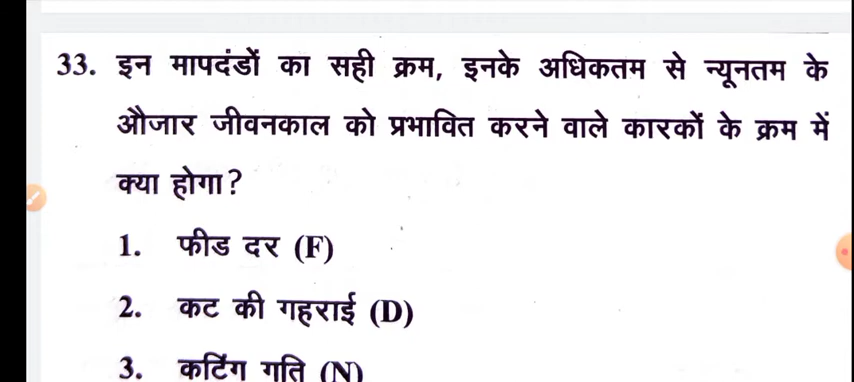 33. इन मापदंडों का सही क्रम, इनके अधिकतम से न्यूनतम के
औजार जीवनकाल को प्रभावित करने वाले कारकों के क्रम में
क्या होगा?
1. फीड दर (F)
2. कट की गहराई (D)
3. कटिंग गति (N)